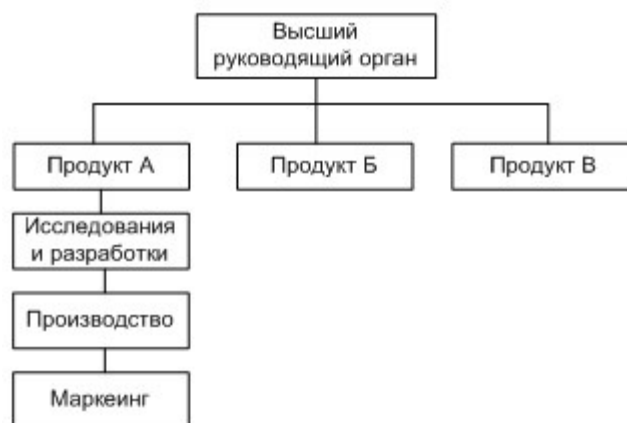 Высший
руководящий орган
Продукт А
Продукт Б
Продукт В
Исследования
и разработки
Производство
Маркеинг